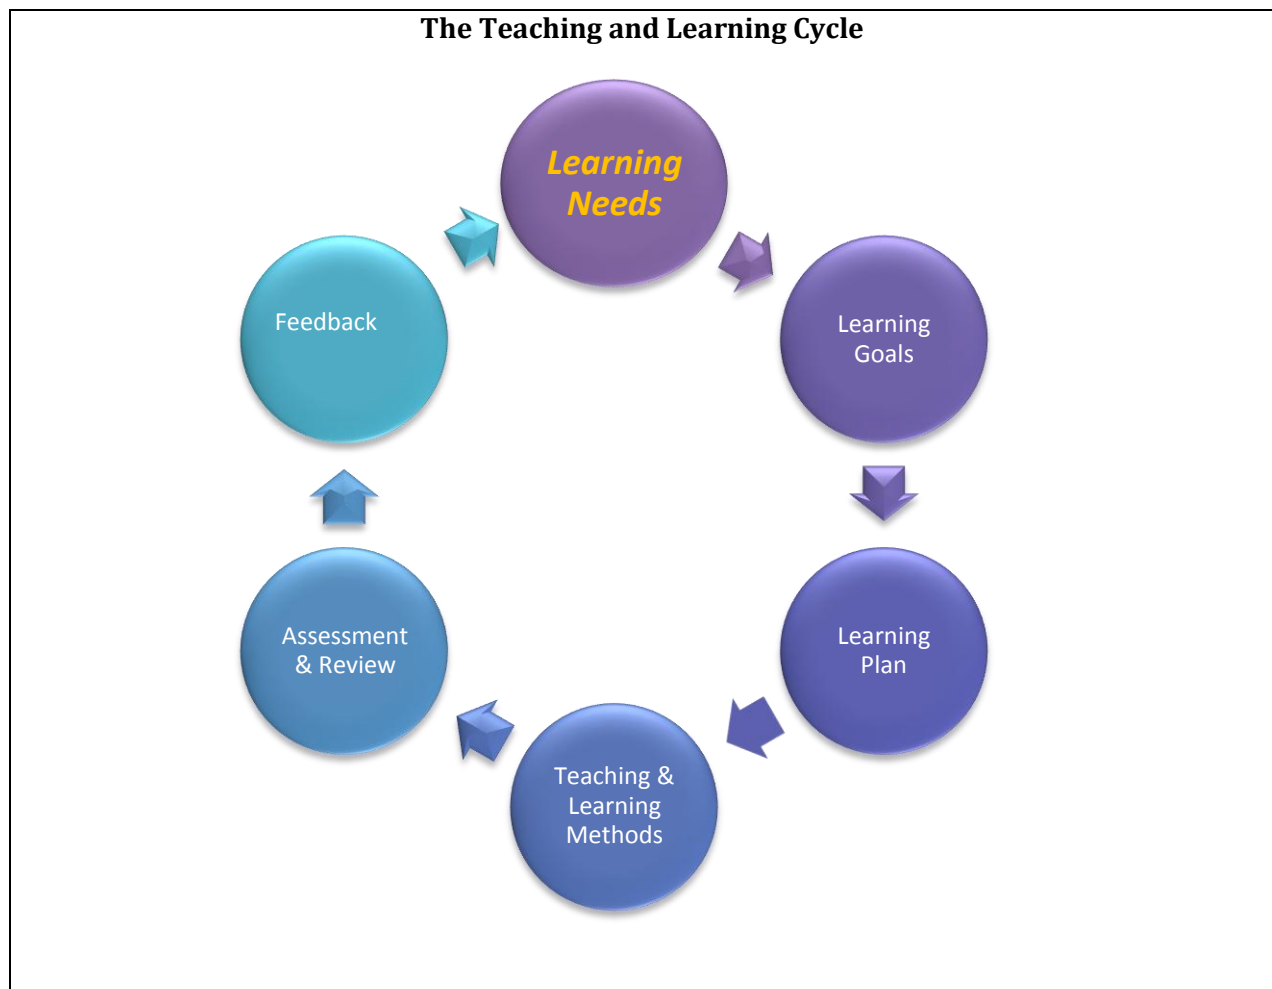 The Teaching and Learning Cycle
Learning
Needs
Learning
Goals
Learning
Plan
Teaching &
Learning
Methods
Assessment
& Review
Feedback